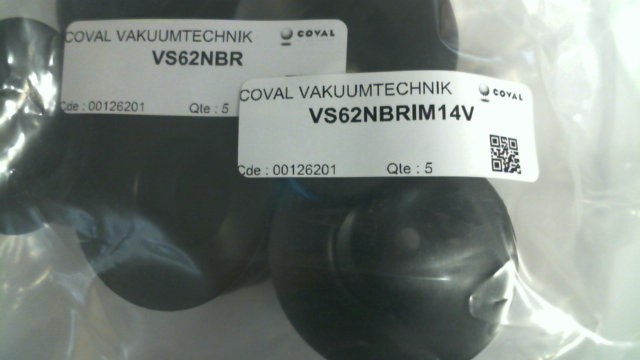 COVAL VAKUUMTECHNIK
COVAL
VS62NBR
Cde : 00126201
Qte : 5
COVAL VAKUUMTECHNIK
COVAL
VS62NBRIM14V
Cde : 00126201
Qte : 5